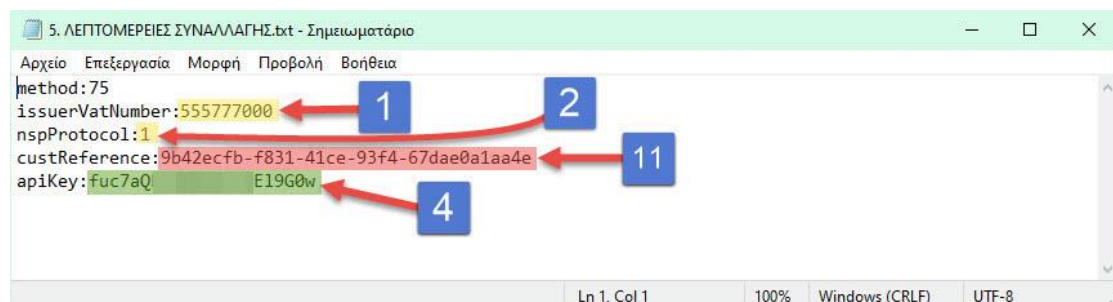 5. ΛΕΠΤΟΜΕΡΕΙΕΣ ΣΥΝΑΛΛΑΓΗΣ.txt - Σημειωματάριο
Αρχείο Επεξεργασία Μορφή Προβολή Βοήθεια
method:75
issuerVatNumber:555777000 1 2
nspProtocol:1
custReference:9b42ecfb-f831-41ce-93f4-67dae0a1aa4e 11
apiKey:fuc7aQ El9G0w 4
Ln 1, Col 1 100% Windows (CRLF) UTF-8